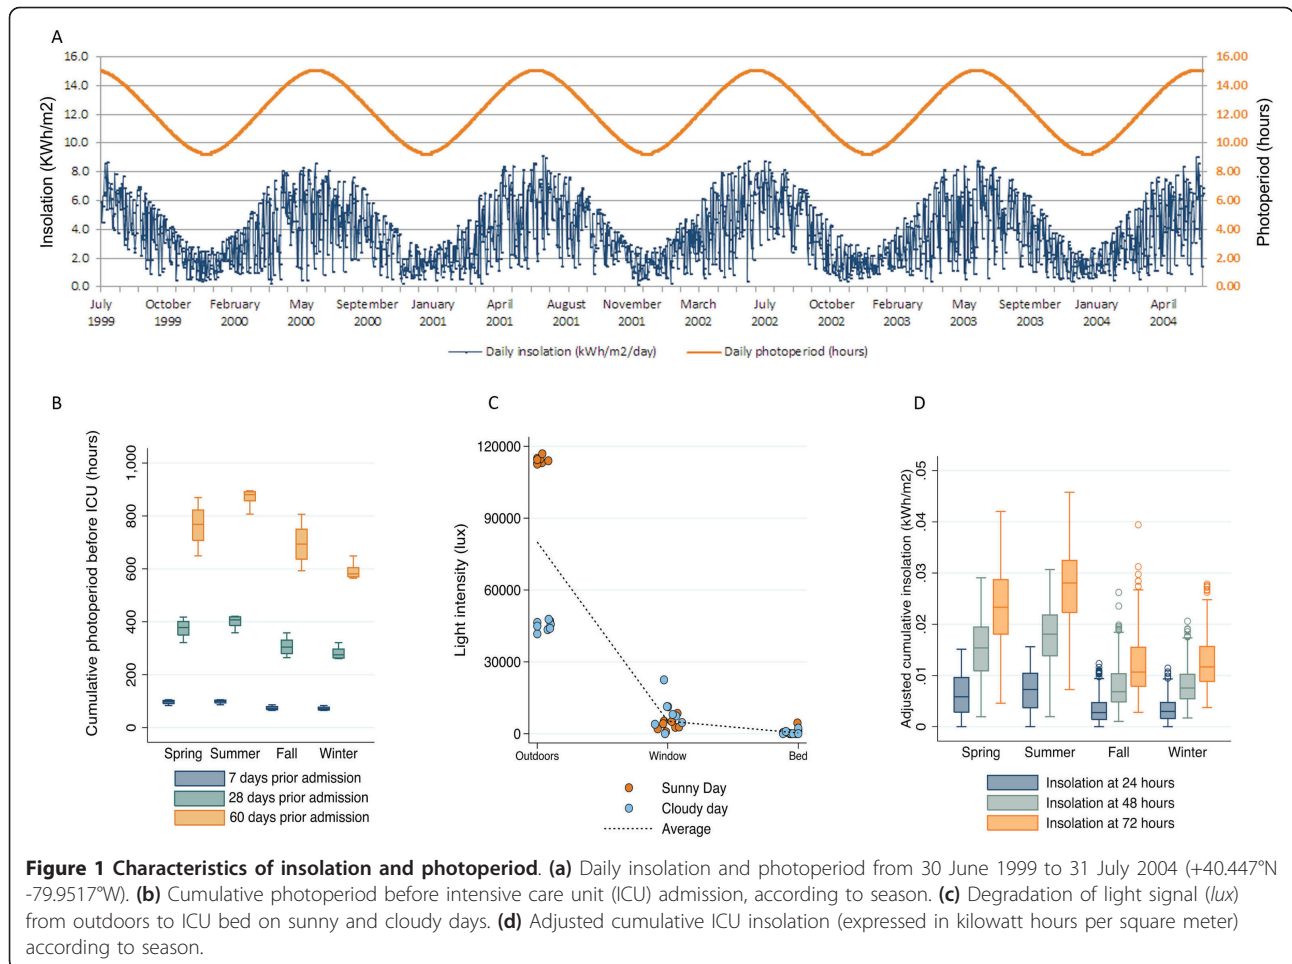 A
16.0
14.0
12.0
10.0
8.0
6.0
4.0
2.0
0.0
Insolation (KWh/m2)
16.00
14.00
12.00
10.00
8.00
6.00
4.00
2.00
0.00
Photoperiod (hours)
July October February May September January April August November March July October February May September January April
1999 1999 2000 2000 2000 2001 2001 2001 2001 2002 2002 2002 2003 2003 2003 2004 2004
Daily insolation (kWh/m2/day) Daily photoperiod (hours)
B
Cumulative photoperiod before ICU (hours)
1,000
800
600
400
200
0
Spring Summer Fall Winter
7 days prior admission
28 days prior admission
60 days prior admission
C
Light intensity (lux)
120000
90000
60000
30000
0
Outdoors Window Bed
Sunny Day
Cloudy day
Average
D
Adjusted cumulative insolation (kWh/m2)
.05
.04
.03
.02
.01
0
Spring Summer Fall Winter
Insolation at 24 hours
Insolation at 48 hours
Insolation at 72 hours
Figure 1 Characteristics of insolation and photoperiod. (a) Daily insolation and photoperiod from 30 June 1999 to 31 July 2004 (+40.447°N
-79.9517°W). (b) Cumulative photoperiod before intensive care unit (ICU) admission, according to season. (c) Degradation of light signal (lux)
from outdoors to ICU bed on sunny and cloudy days. (d) Adjusted cumulative ICU insolation (expressed in kilowatt hours per square meter)
according to season.